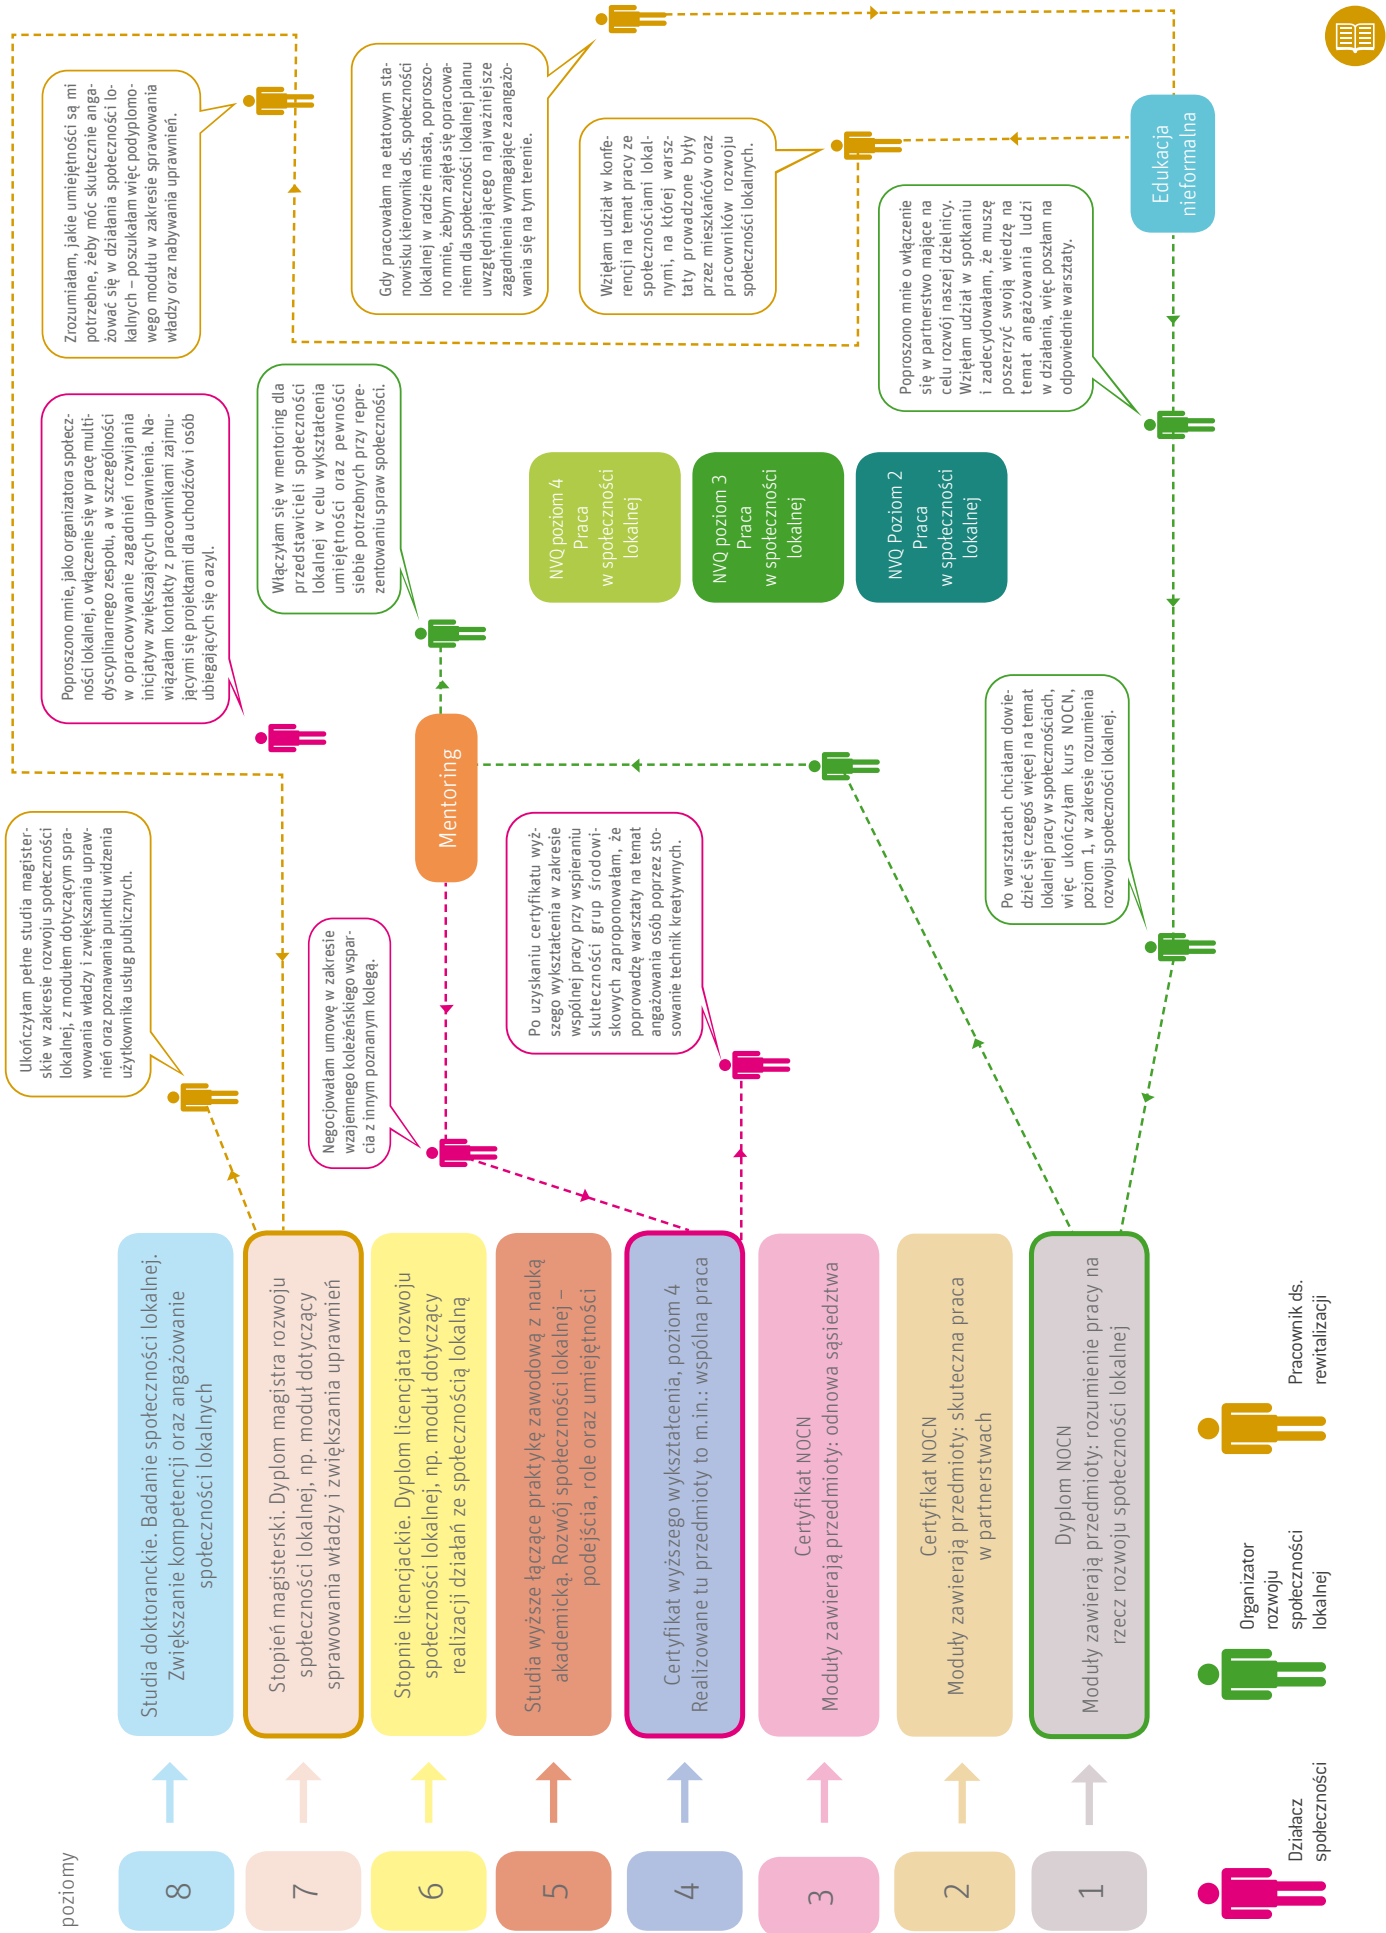 poziomy
8
Studia doktoranckie. Badanie społeczności lokalnej.
Zwiększanie kompetencji oraz angażowanie
społeczności lokalnych
7
Stopień magisterski. Dyplom magistra rozwoju
społeczności lokalnej, np. moduł dotyczący
sprawowania władzy i zwiększania uprawnień
6
Stopnie licencjackie. Dyplom licencjata rozwoju
społeczności lokalnej, np. moduł dotyczący
realizacji działań ze społecznością lokalną
5
Studia wyższe łączące praktykę zawodową z nauką
akademicką. Rozwój społeczności lokalnej –
podejścia, role oraz umiejętności
4
Certyfikat wyższego wykształcenia, poziom 4
Realizowane tu przedmioty to m.in.: wspólna praca
3
Certyfikat NOCN
Moduły zawierają przedmioty: odnowa sąsiedztwa
2
Certyfikat NOCN
Moduły zawierają przedmioty: skuteczna praca
w partnerstwach
1
Dyplom NOCN
Moduły zawierają przedmioty: rozumienie pracy na
rzecz rozwoju społeczności lokalnej
Ukończyłam pełne studia magister-
skie w zakresie rozwoju społeczności
lokalnej, z modułem dotyczącym spra-
wowania władzy i zwiększania upraw-
nień oraz poznawania punktu widzenia
użytkownika usług publicznych.
Negocjowałam umowę w zakresie
wzajemnego koleżeńskiego wspar-
cia z innym poznanym kolegą.
Po uzyskaniu certyfikatu wyż-
szego wykształcenia w zakresie
wspólnej pracy przy wspieraniu
skuteczności grup środowi-
skowych zaproponowałam, że
poprowadzę warsztaty na temat
angażowania osób poprzez sto-
sowanie technik kreatywnych.
Po warsztatach chciałam dowie-
dzieć się czegoś więcej na temat
lokalnej pracy w społecznościach,
więc ukończyłam kurs NOCN,
poziom 1, w zakresie rozumienia
rozwoju społeczności lokalnej.
Mentoring
Poproszono mnie, jako organizatora społecz-
ności lokalnej, o włączenie się w pracę multi-
dyscyplinarnego zespołu, a w szczególności
w opracowywanie zagadnień rozwijania
inicjatyw zwiększających uprawnienia. Na-
wiązałam kontakty z pracownikami zajmu-
jącymi się projektami dla uchodźców i osób
ubiegających się o azyl.
Włączyłam się w mentoring dla
przedstawicieli społeczności
lokalnej w celu wykształcenia
umiejętności oraz pewności
siebie potrzebnych przy repre-
zentowaniu spraw społeczności.
NVQ poziom 4
Praca
w społeczności
lokalnej
NVQ poziom 3
Praca
w społeczności
lokalnej
NVQ Poziom 2
Praca
w społeczności
lokalnej
Zrozumiałam, jakie umiejętności są mi
potrzebne, żeby móc skutecznie anga-
żować się w działania społeczności lo-
kalnych – poszukałam więc podyplomo-
wego modułu w zakresie sprawowania
władzy oraz nabywania uprawnień.
Gdy pracowałam na etatowym sta-
nowisku kierownika ds. społeczności
lokalnej w radzie miasta, poproszo-
no mnie, żebym zajęła się opracowa-
niem dla społeczności lokalnej planu
uwzględniającego najważniejsze
zagadnienia wymagające zaangażo-
wania się na tym terenie.
Wzięłam udział w konfe-
rencji na temat pracy ze
społecznościami lokal-
nymi, na której warsz-
taty prowadzone były
przez mieszkańców oraz
pracowników rozwoju
społeczności lokalnych.
Poproszono mnie o włączenie
się w partnerstwo mające na
celu rozwój naszej dzielnicy.
Wzięłam udział w spotkaniu
i zadecydowałam, że muszę
poszerzyć swoją wiedzę na
temat angażowania ludzi
w działania, więc poszłam na
odpowiednie warsztaty.
Edukacja
nieformalna
Działacz
społeczności
Organizator
rozwoju
społeczności
lokalnej
Pracownik ds.
rewitalizacji